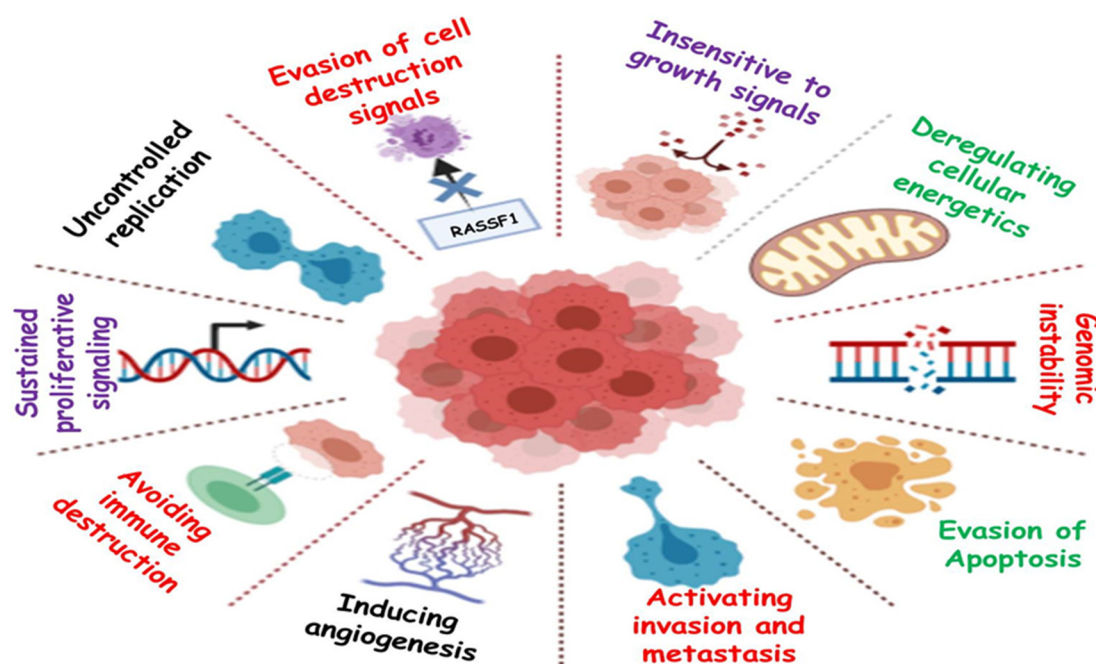 Evasion of cell
destruction
signals
RASSF1
Insensitive to
growth signals
Deregulating
cellular
energetics
Genomic
instability
Evasion of
Apoptosis
Activating
invasion and
metastasis
Inducing
angiogenesis
Avoiding
immune
destruction
Sustained
proliferative
signaling
Uncontrolled
replication